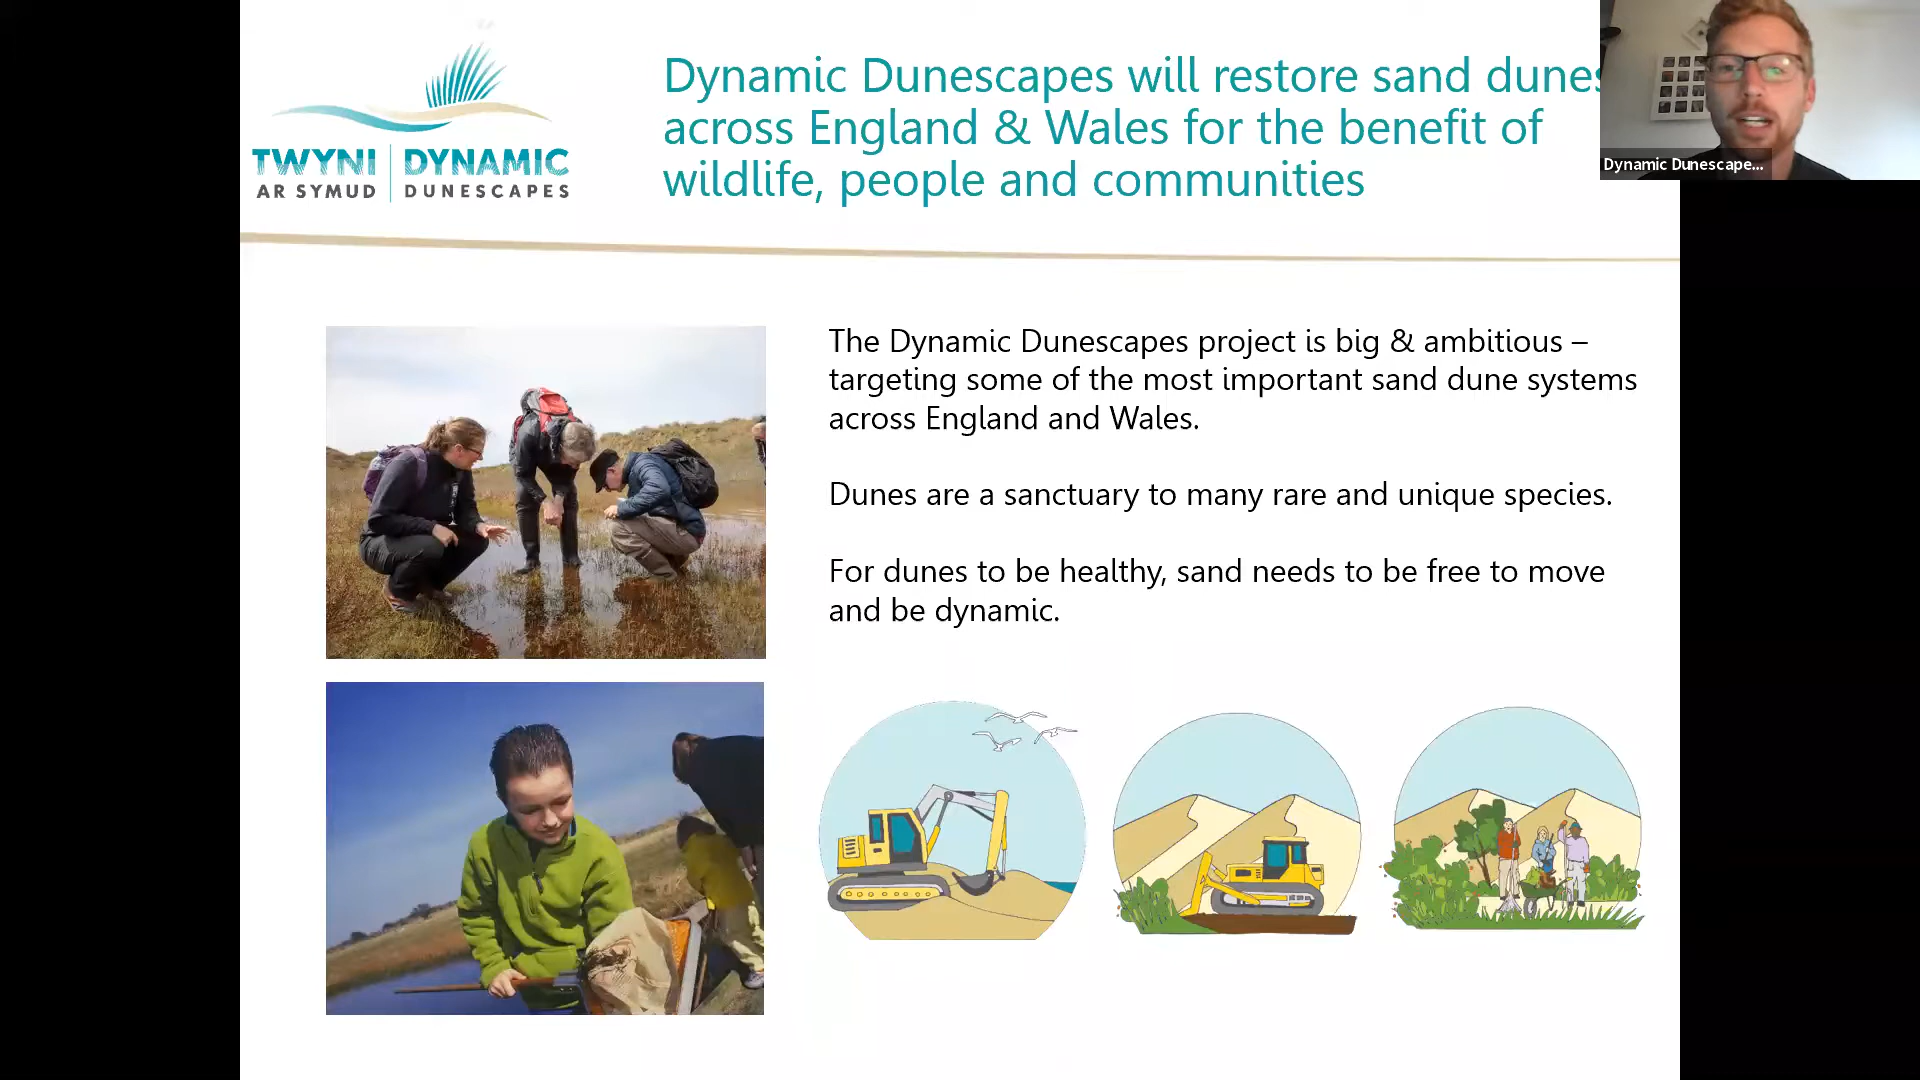 TWYNI
AR SYMUD
DYNAMIC
DUNESCAPES
Dynamic Dunescapes will restore sand dunes
across England & Wales for the benefit of
wildlife, people and communities
Dynamic Dunescape...
The Dynamic Dunescapes project is big & ambitious –
targeting some of the most important sand dune systems
across England and Wales.
Dunes are a sanctuary to many rare and unique species.
For dunes to be healthy, sand needs to be free to move
and be dynamic.